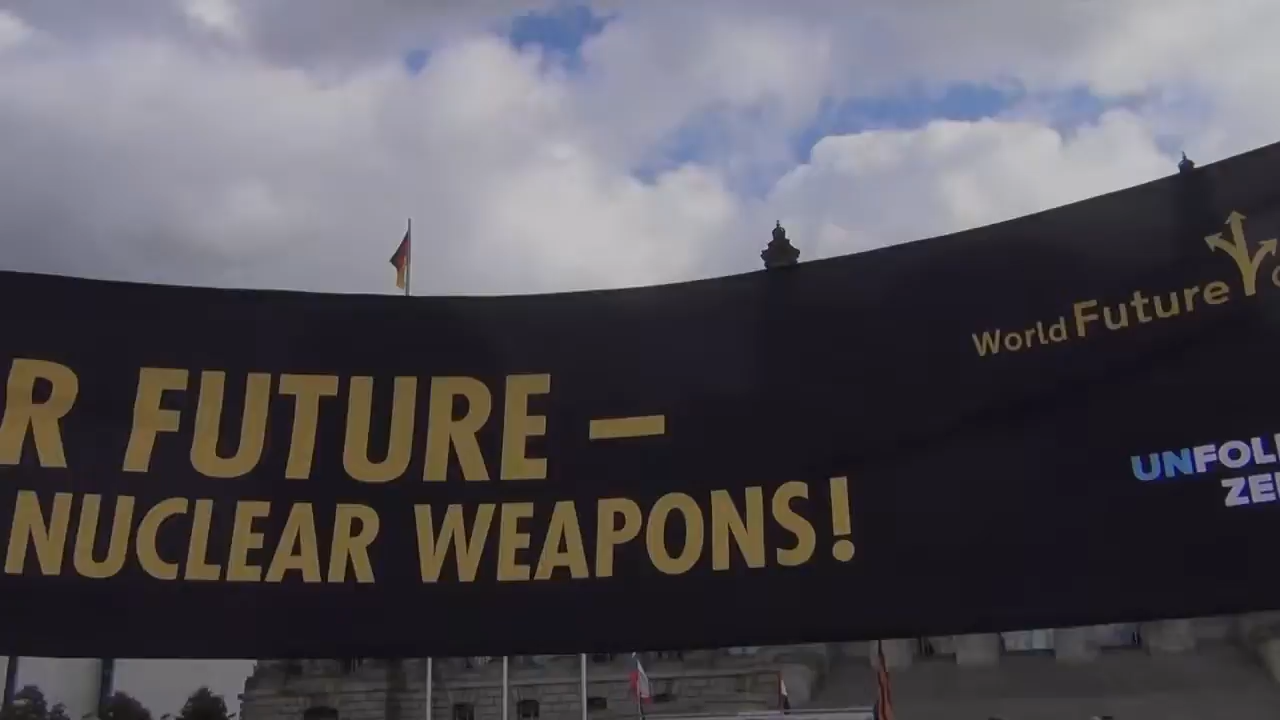 R FUTURE –
NUCLEAR WEAPONS!
World Future
UNFOL
ZE